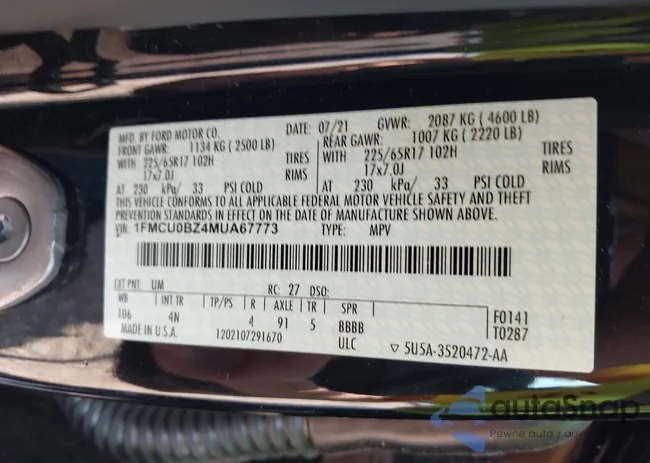 MFD. BY FORD MOTOR CO. DATE: 07/21 GVWR: 2087 KG ( 4600 LB)
FRONT GAWR: 1134 KG ( 2500 LB) REAR GAWR: 1007 KG ( 2220 LB)
WITH 225/65R17 102H TIRES WITH 225/65R17 102H TIRES
17x7.0J RIMS 17x7.0J RIMS
AT 230 kPa/ 33 PSI COLD AT 230 kPa/ 33 PSI COLD
THIS VEHICLE CONFORMS TO ALL APPLICABLE FEDERAL MOTOR VEHICLE SAFETY AND THEFT
PREVENTION STANDARDS IN EFFECT ON THE DATE OF MANUFACTURE SHOWN ABOVE.
VIN: 1FMCU0BZ4MUA67773 TYPE: MPV
EXT PNT: UM RC: 27 DSO:
WB INT TR TP/PS R AXLE TR SPR
106 4N 4 91 5 BBBB F0141
MADE IN U.S.A. 1202107291670 ULC T0287
▽ 5U5A-3520472-AA
autoSnap
Pewne auto z au